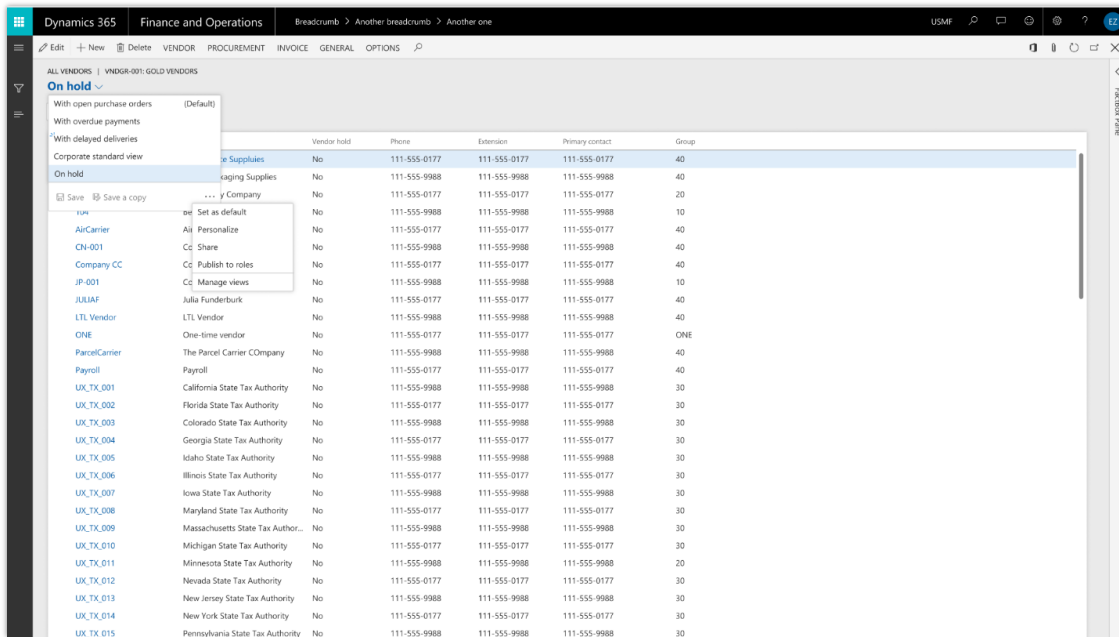 Dynamics 365 Finance and Operations Breadcrumb > Another breadcrumb > Another one USMF ? EZ
Edit + New Delete VENDOR PROCUREMENT INVOICE GENERAL OPTIONS
ALL VENDORS | VNDGR-001: GOLD VENDORS
On hold
With open purchase orders (Default)
With overdue payments
With delayed deliveries
Corporate standard view
On hold
Save Save a copy ...
Set as default
Personalize
Share
Publish to roles
Manage views
FactBox Pane
Vendor hold Phone Extension Primary contact Group
ce Suppluies No 111-555-0177 111-555-0177 111-555-0177 40
kaging Supplies No 111-555-9988 111-555-9988 111-555-9988 40
y Company No 111-555-0177 111-555-0177 111-555-0177 20
104 Be No 111-555-9988 111-555-9988 111-555-9988 10
AirCarrier Ai No 111-555-0177 111-555-0177 111-555-0177 40
CN-001 Co No 111-555-9988 111-555-9988 111-555-9988 40
Company CC Co No 111-555-0177 111-555-0177 111-555-0177 40
JP-001 Co No 111-555-9988 111-555-9988 111-555-9988 10
JULIAF Julia Funderburk No 111-555-0177 111-555-0177 111-555-0177 40
LTL Vendor LTL Vendor No 111-555-9988 111-555-9988 111-555-9988 40
ONE One-time vendor No 111-555-0177 111-555-0177 111-555-0177 ONE
ParcelCarrier The Parcel Carrier COmpany No 111-555-9988 111-555-9988 111-555-9988 40
Payroll Payroll No 111-555-0177 111-555-0177 111-555-0177 40
UX_TX_001 California State Tax Authority No 111-555-9988 111-555-9988 111-555-9988 30
UX_TX_002 Florida State Tax Authority No 111-555-0177 111-555-0177 111-555-0177 30
UX_TX_003 Colorado State Tax Authority No 111-555-9988 111-555-9988 111-555-9988 30
UX_TX_004 Georgia State Tax Authority No 111-555-0177 111-555-0177 111-555-0177 30
UX_TX_005 Idaho State Tax Authority No 111-555-9988 111-555-9988 111-555-9988 30
UX_TX_006 Illinois State Tax Authority No 111-555-0177 111-555-0177 111-555-0177 30
UX_TX_007 Iowa State Tax Authority No 111-555-9988 111-555-9988 111-555-9988 30
UX_TX_008 Maryland State Tax Authority No 111-555-0177 111-555-0177 111-555-0177 30
UX_TX_009 Massachusetts State Tax Author... No 111-555-9988 111-555-9988 111-555-9988 30
UX_TX_010 Michigan State Tax Authority No 111-555-0177 111-555-0177 111-555-0177 30
UX_TX_011 Minnesota State Tax Authority No 111-555-9988 111-555-9988 111-555-9988 20
UX_TX_012 Nevada State Tax Authority No 111-555-0177 111-555-0177 111-555-0177 30
UX_TX_013 New Jersey State Tax Authority No 111-555-9988 111-555-9988 111-555-9988 30
UX_TX_014 New York State Tax Authority No 111-555-0177 111-555-0177 111-555-0177 30
UX_TX_015 Pennsylvania State Tax Authority No 111-555-9988 111-555-9988 111-555-9988 30